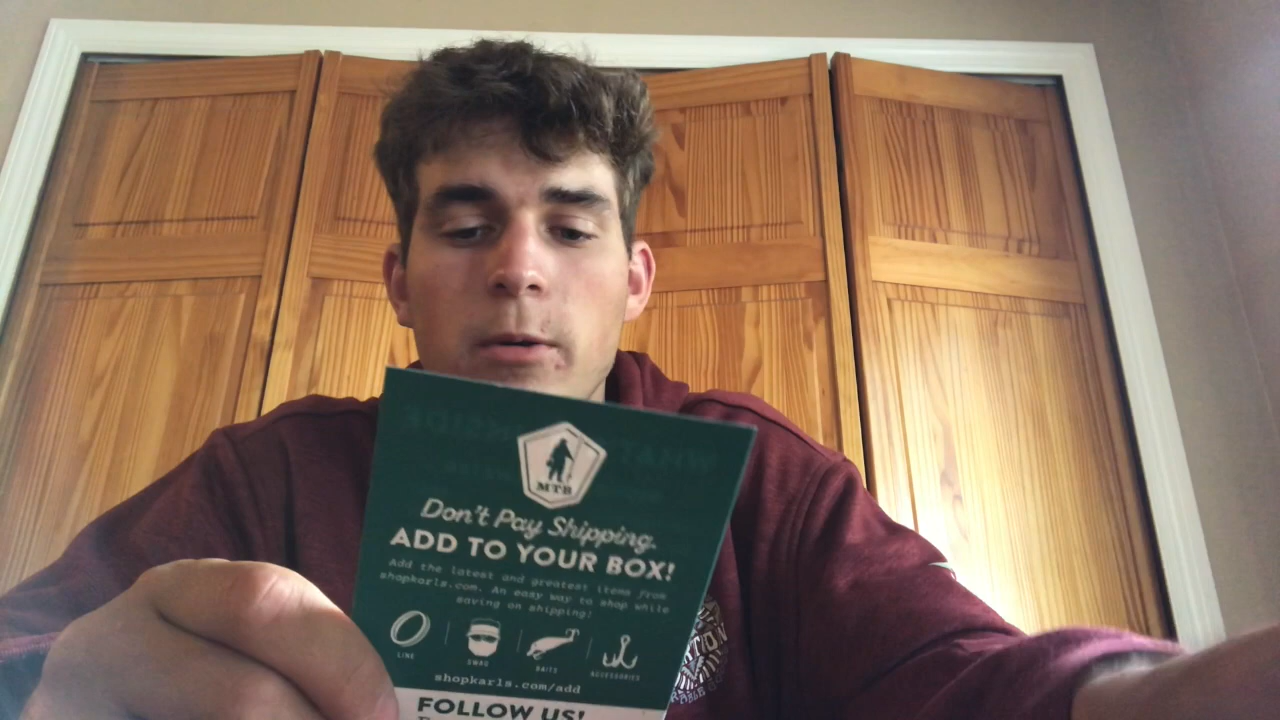 MTB
Don't Pay Shipping.
ADD TO YOUR BOX!
Add the latest and greatest items from
shopkarls.com. An easy way to shop while
saving on shipping!
LINE SWAG BAITS ACCESSORIES
shopkarls.com/add
FOLLOW US!